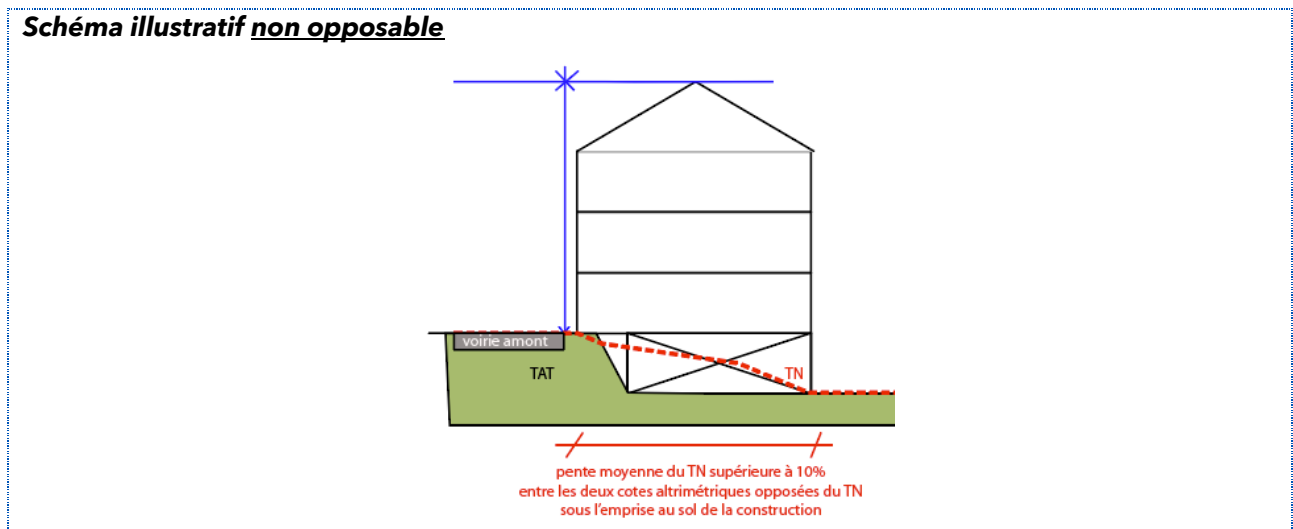 Schéma illustratif non opposable
voirie amont
TAT
TN
pente moyenne du TN supérieure à 10%
entre les deux cotes altrimétriques opposées du TN
sous l'emprise au sol de la construction